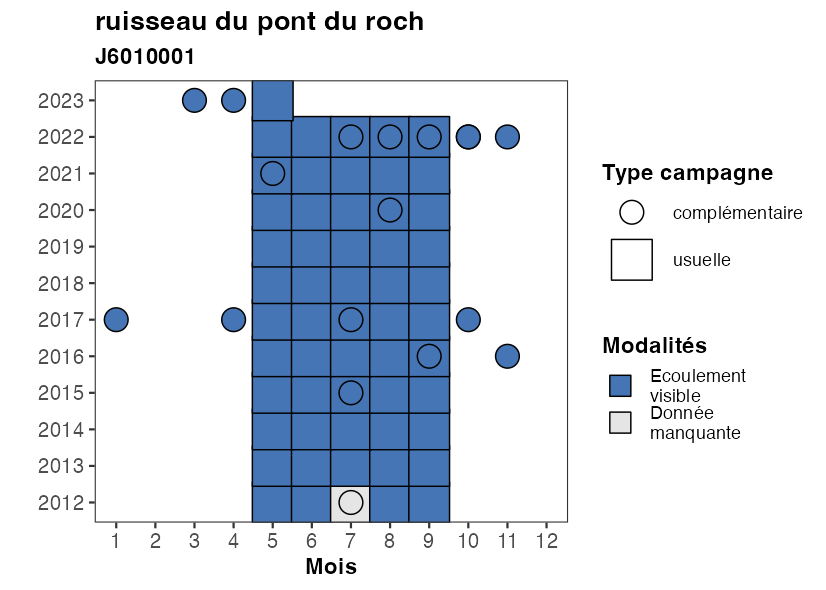 ruisseau du pont du roch
J6010001
2023
2022
2021
2020
2019
2018
2017
2016
2015
2014
2013
2012
1 2 3 4 5 6 7 8 9 10 11 12
Mois
Type campagne
complémentaire
usuelle
Modalités
Ecoulement
visible
Donnée
manquante